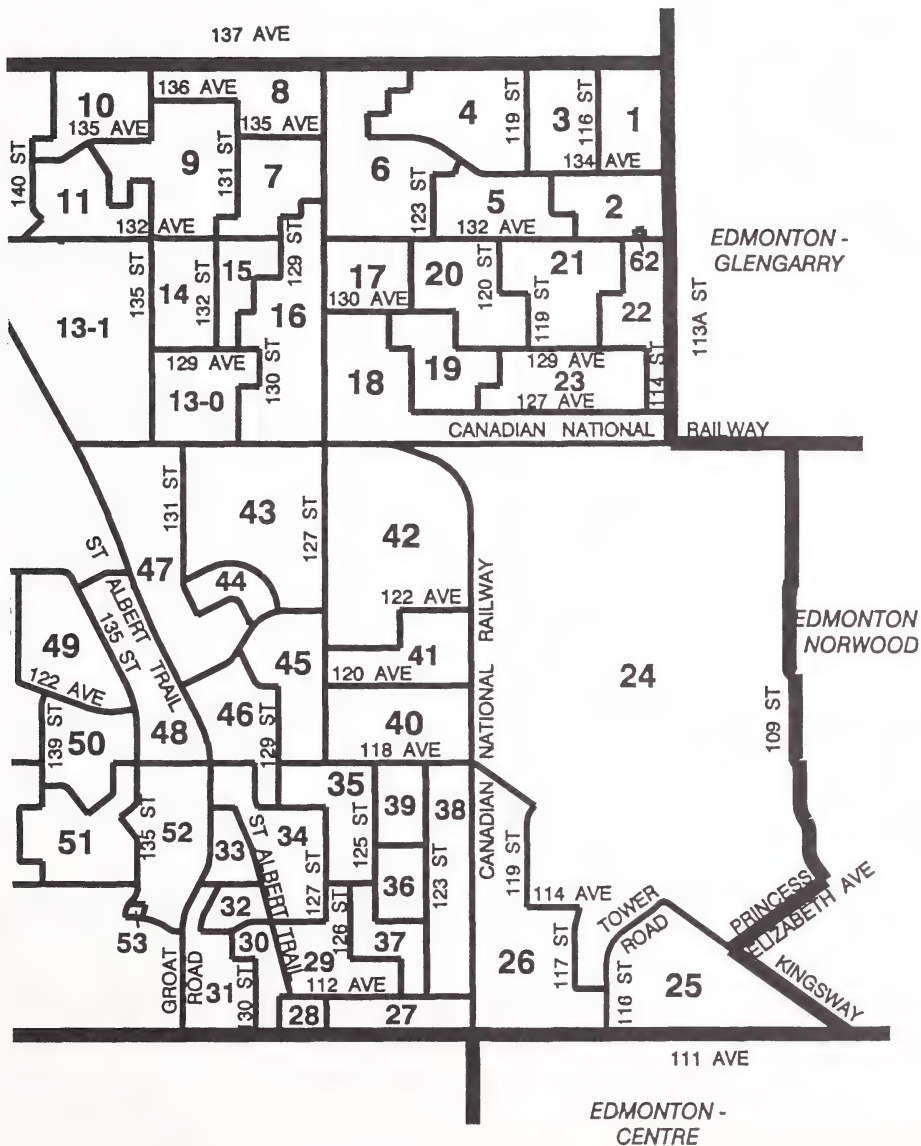 137 AVE
136 AVE
8
10
135 AVE
135 AVE
4
119 ST
3
116 ST
1
140 ST
9
131 ST
7
6
134 AVE
11
123 ST
5
2
132 AVE
132 AVE
129 ST
EDMONTON -
GLENGARRY
62
15
17
20
21
135 ST
14
132 ST
16
130 AVE
120 ST
119 ST
22
113A ST
13-1
129 AVE
130 ST
129 AVE
114 ST
18
19
23
13-0
127 AVE
CANADIAN NATIONAL RAILWAY
131 ST
43
127 ST
42
47
44
ST ALBERT TRAIL
135 ST
122 AVE
CANADIAN NATIONAL RAILWAY
EDMONTON
NORWOOD
49
45
41
24
122 AVE
120 AVE
109 ST
139 ST
50
48
46
129 ST
40
118 AVE
35
39
38
51
135 ST
52
33
ST ALBERT TRAIL
34
127 ST
125 ST
36
123 ST
119 ST
114 AVE
PRINCESS
ELIZABETH AVE
TOWER
ROAD
32
53
30
126 ST
37
117 ST
KINGSWAY
GROAT
ROAD
31
130 ST
29
26
116 ST
25
112 AVE
28
27
111 AVE
EDMONTON -
CENTRE